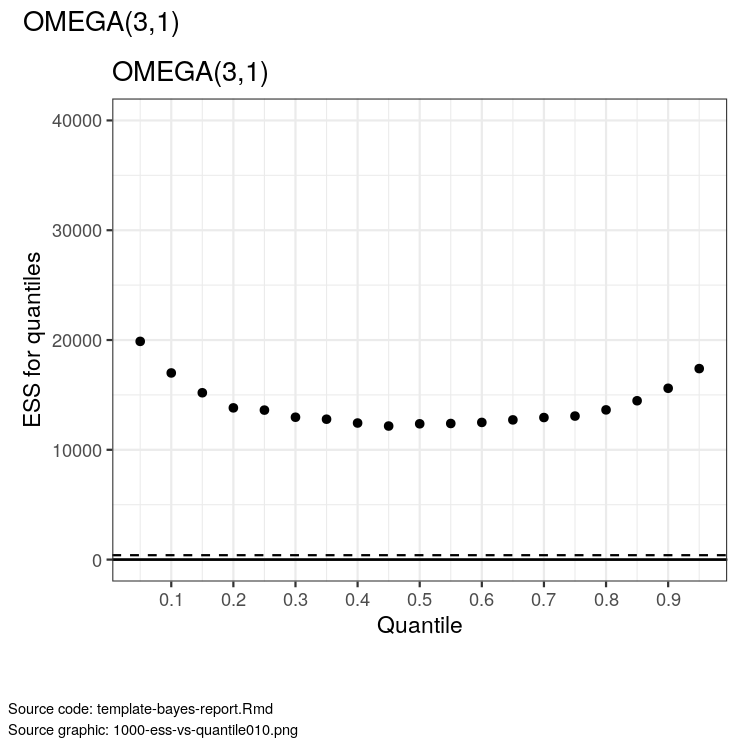 OMEGA(3,1)
OMEGA(3,1)
ESS for quantiles
40000
30000
20000
10000
0
0.1 0.2 0.3 0.4 0.5 0.6 0.7 0.8 0.9
Quantile
Source code: template-bayes-report.Rmd
Source graphic: 1000-ess-vs-quantile010.png